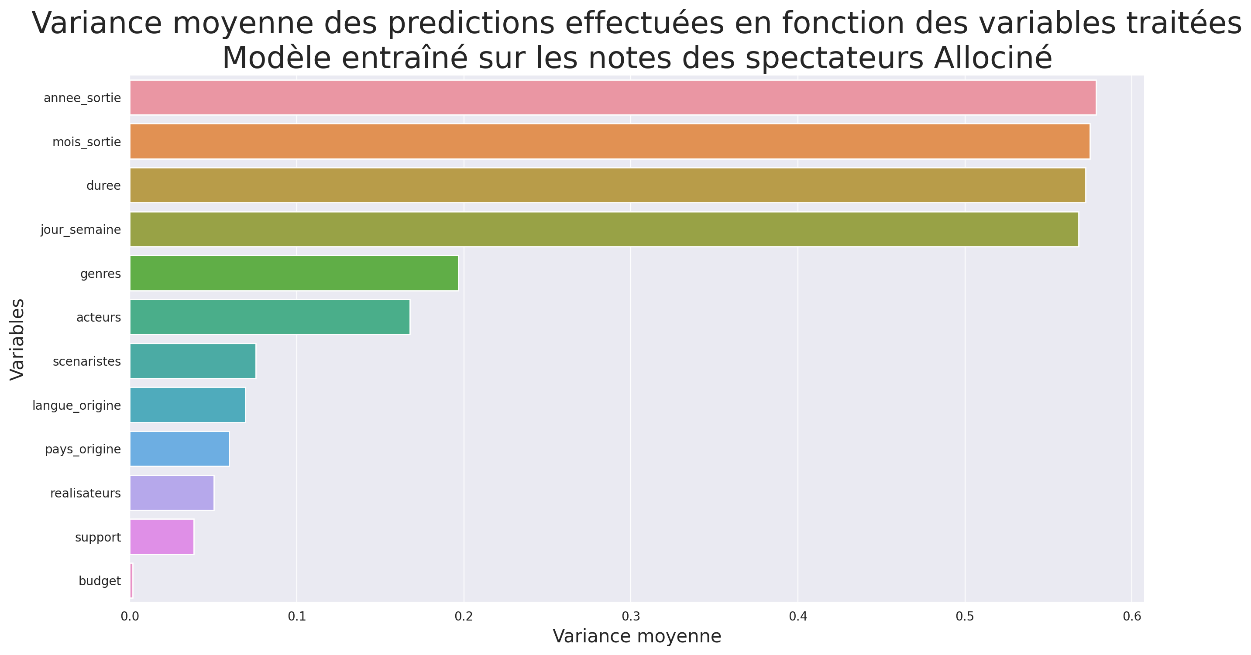 Variance moyenne des predictions effectuées en fonction des variables traitées
Modèle entraîné sur les notes des spectateurs Allociné
annee_sortie
mois_sortie
duree
jour_semaine
genres
acteurs
scenaristes
langue_origine
pays_origine
realisateurs
support
budget
Variables
0.0 0.1 0.2 0.3 0.4 0.5 0.6
Variance moyenne